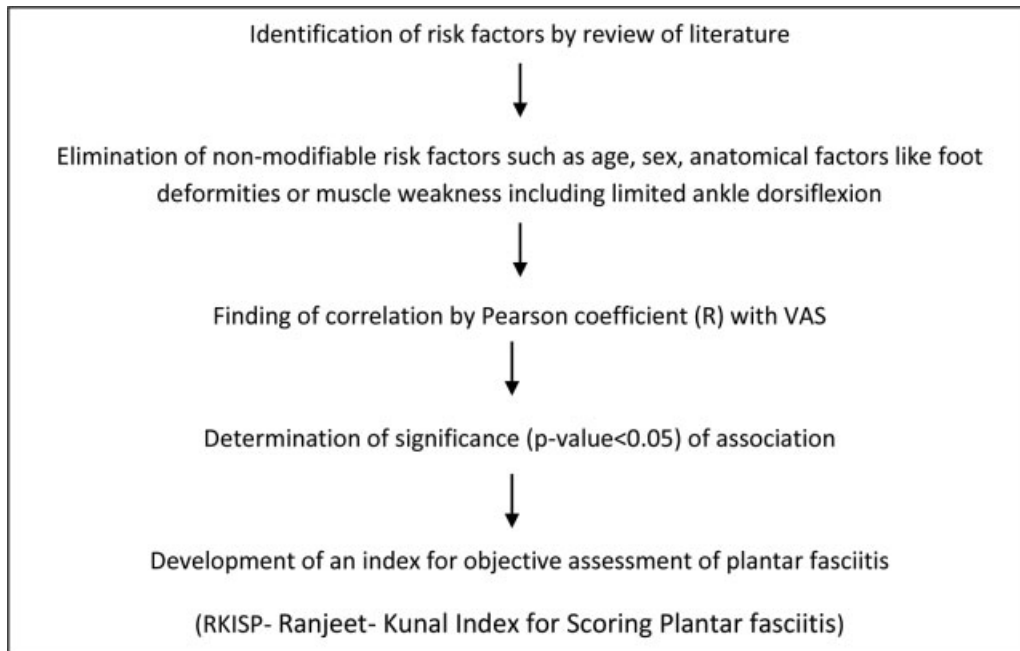 Identification of risk factors by review of literature
Elimination of non-modifiable risk factors such as age, sex, anatomical factors like foot
deformities or muscle weakness including limited ankle dorsiflexion
Finding of correlation by Pearson coefficient (R) with VAS
Determination of significance (p-value<0.05) of association
Development of an index for objective assessment of plantar fasciitis
(RKISP- Ranjeet- Kunal Index for Scoring Plantar fasciitis)